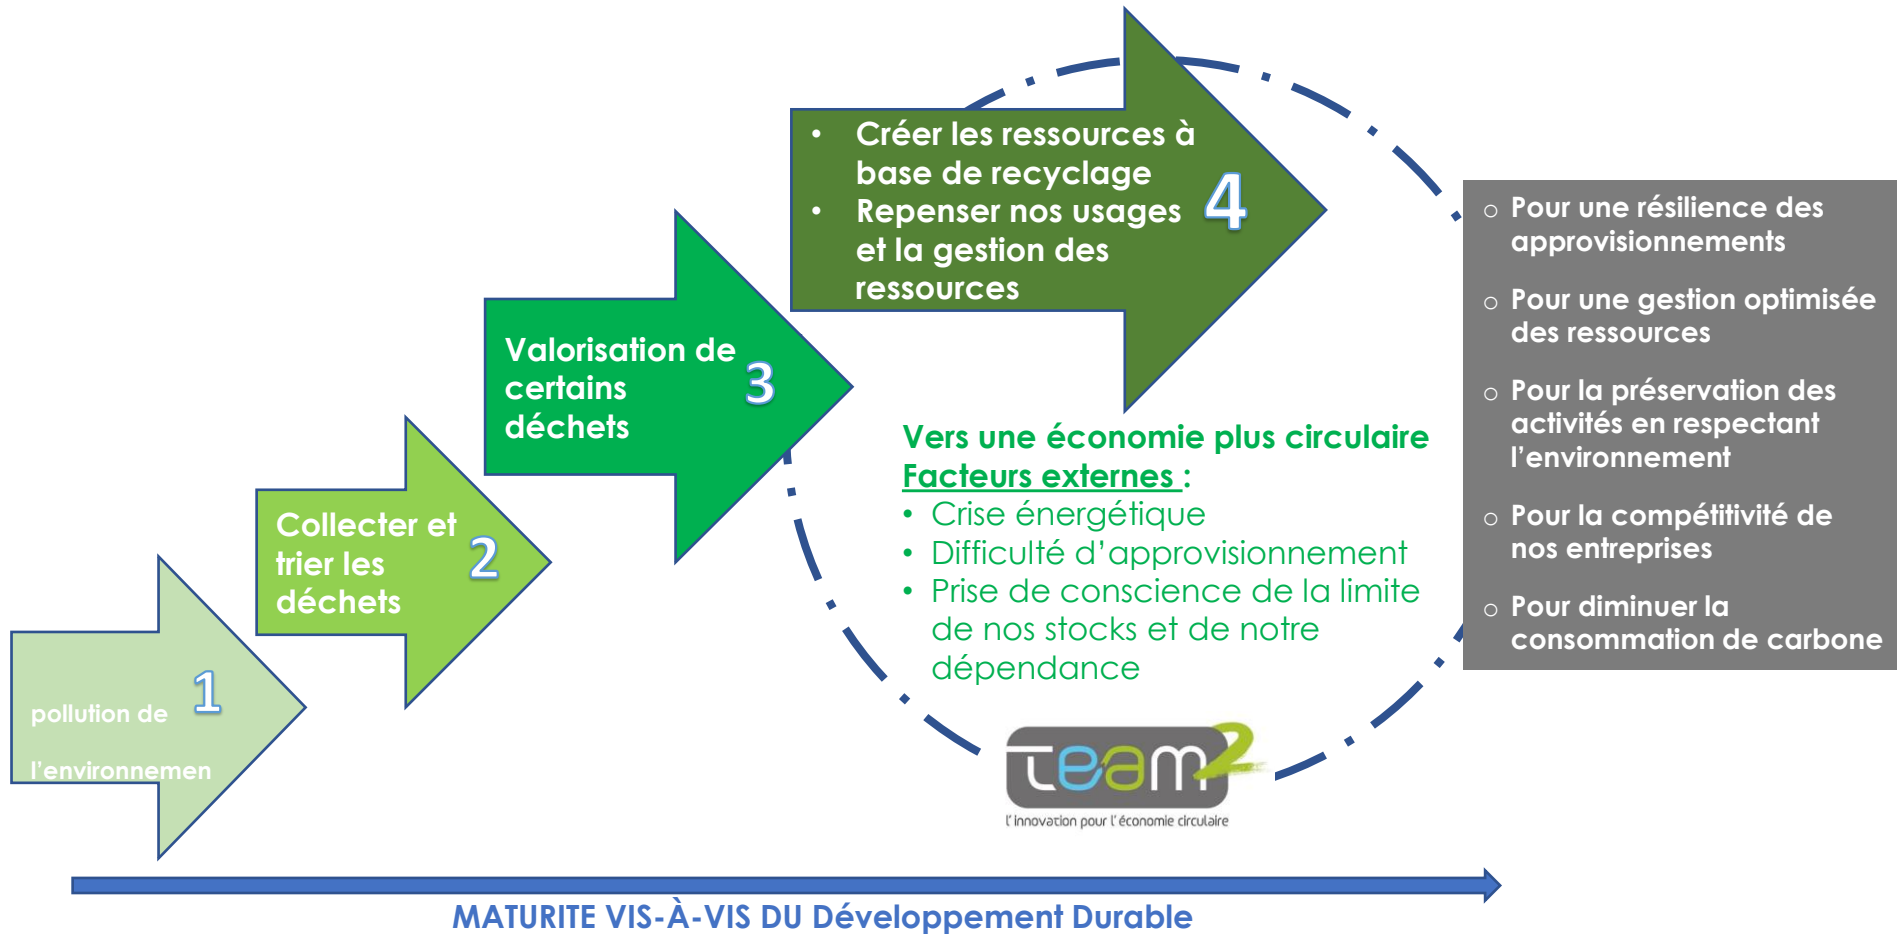 pollution de
l'environnemen
1
Collecter et
trier les
déchets
2
Valorisation de
certains
déchets
3
• Créer les ressources à
base de recyclage
• Repenser nos usages
et la gestion des
ressources
4
Vers une économie plus circulaire
Facteurs externes :
• Crise énergétique
• Difficulté d'approvisionnement
• Prise de conscience de la limite
de nos stocks et de notre
dépendance
team2
l'innovation pour l'économie circulaire
o Pour une résilience des
approvisionnements
o Pour une gestion optimisée
des ressources
o Pour la préservation des
activités en respectant
l'environnement
o Pour la compétitivité de
nos entreprises
o Pour diminuer la
consommation de carbone
MATURITE VIS-À-VIS DU Développement Durable